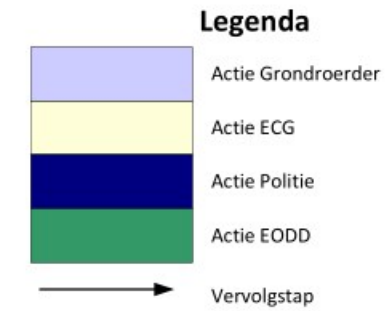 Legenda
Actie Grondroerder
Actie ECG
Actie Politie
Actie EODD
Vervolgstap